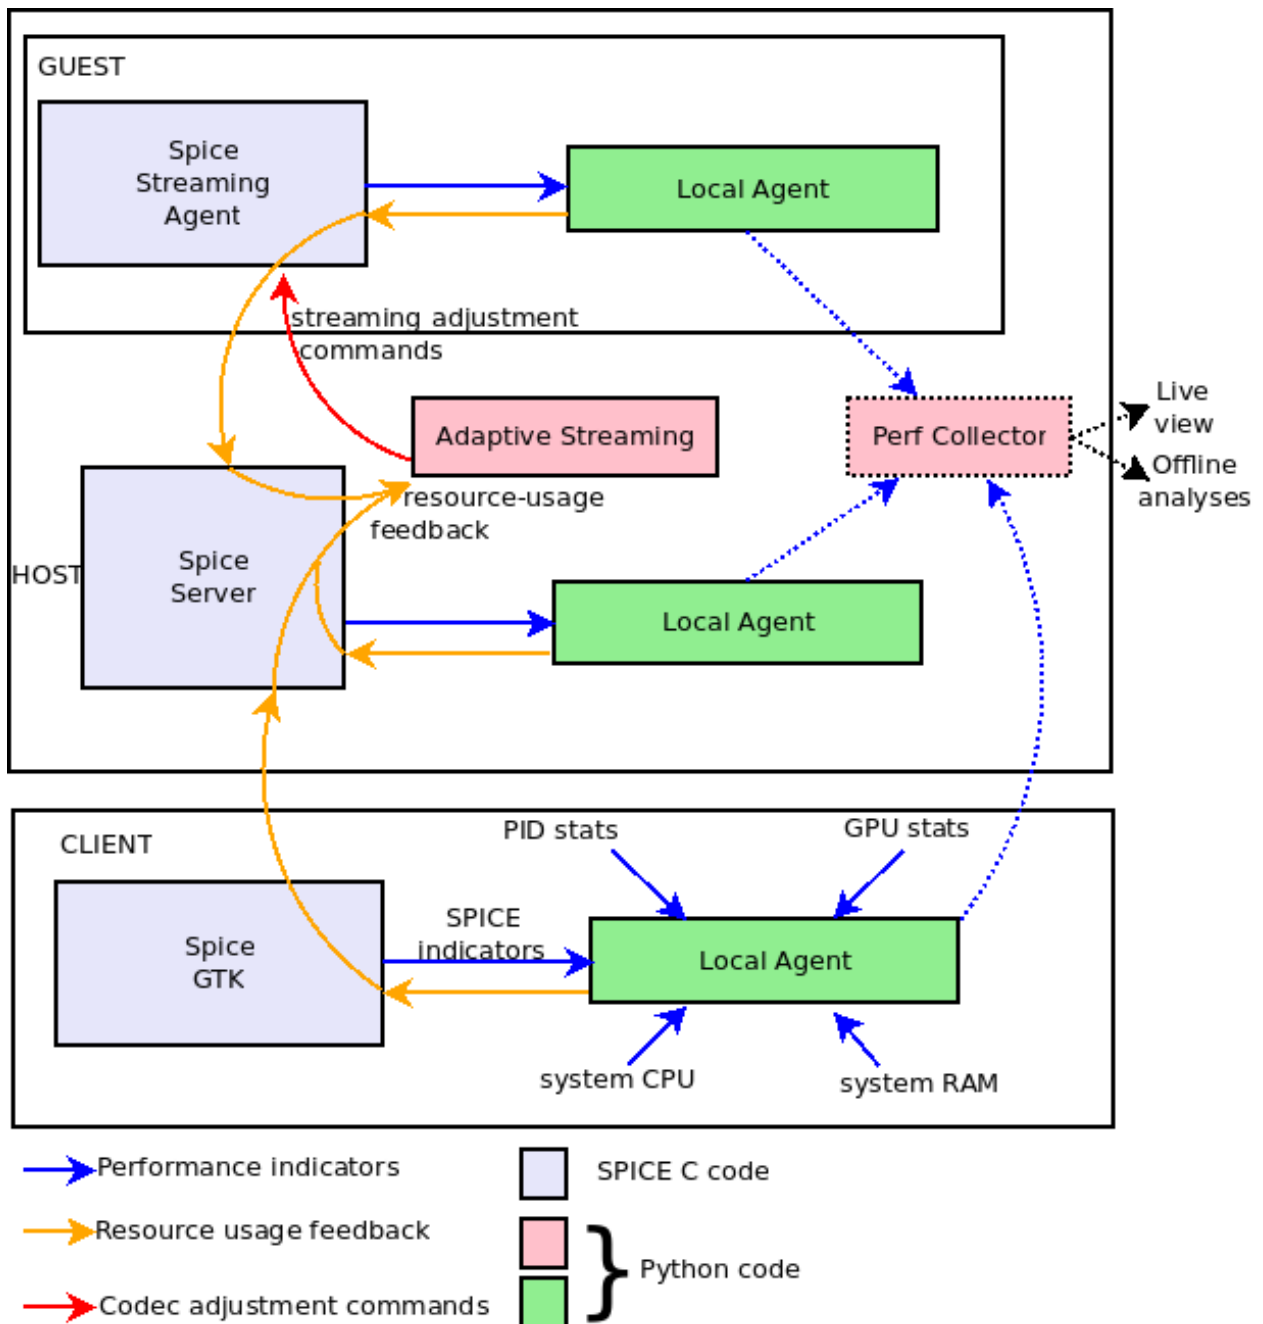 GUEST
Spice
Streaming
Agent
Local Agent
streaming adjustment
commands
Adaptive Streaming
Perf Collector
Live
view
Offline
analyses
resource-usage
feedback
HOST
Spice
Server
Local Agent
CLIENT
PID stats
GPU stats
Spice
GTK
SPICE
indicators
Local Agent
system CPU
system RAM
Performance indicators
SPICE C code
Resource usage feedback
Python code
Codec adjustment commands